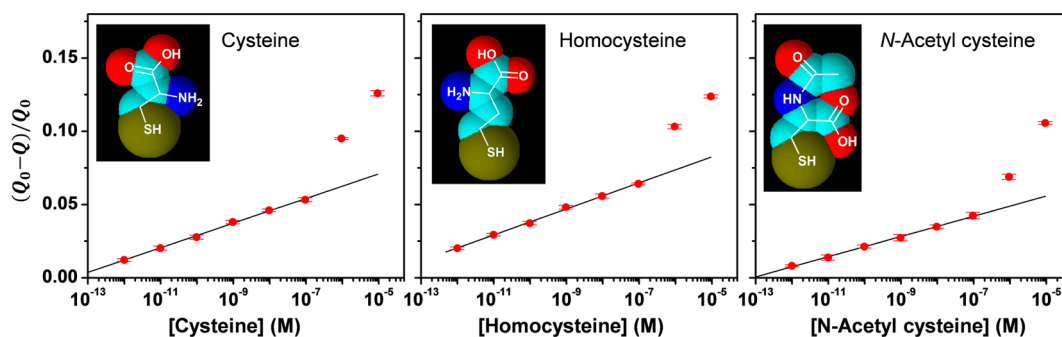 Cysteine
Homocysteine
N-Acetyl cysteine
OH
O
NH₂
SH
HO
O
H₂N
SH
O
HN
O
OH
SH
(Q₀−Q)/Q₀
0.15
0.10
0.05
0.00
10⁻¹³ 10⁻¹¹ 10⁻⁹ 10⁻⁷ 10⁻⁵
10⁻¹³ 10⁻¹¹ 10⁻⁹ 10⁻⁷ 10⁻⁵
10⁻¹³ 10⁻¹¹ 10⁻⁹ 10⁻⁷ 10⁻⁵
[Cysteine] (M)
[Homocysteine] (M)
[N-Acetyl cysteine] (M)